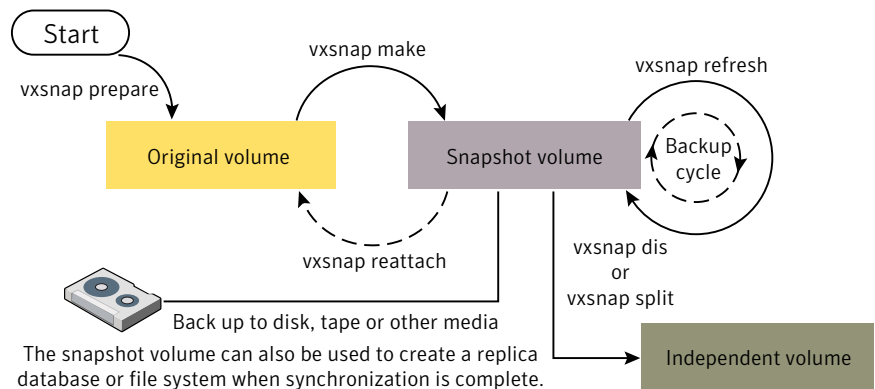 Start
vxsnap prepare
vxsnap make
vxsnap refresh
Original volume
Snapshot volume
Backup
cycle
vxsnap reattach
vxsnap dis
or
vxsnap split
Back up to disk, tape or other media
The snapshot volume can also be used to create a replica
database or file system when synchronization is complete.
Independent volume